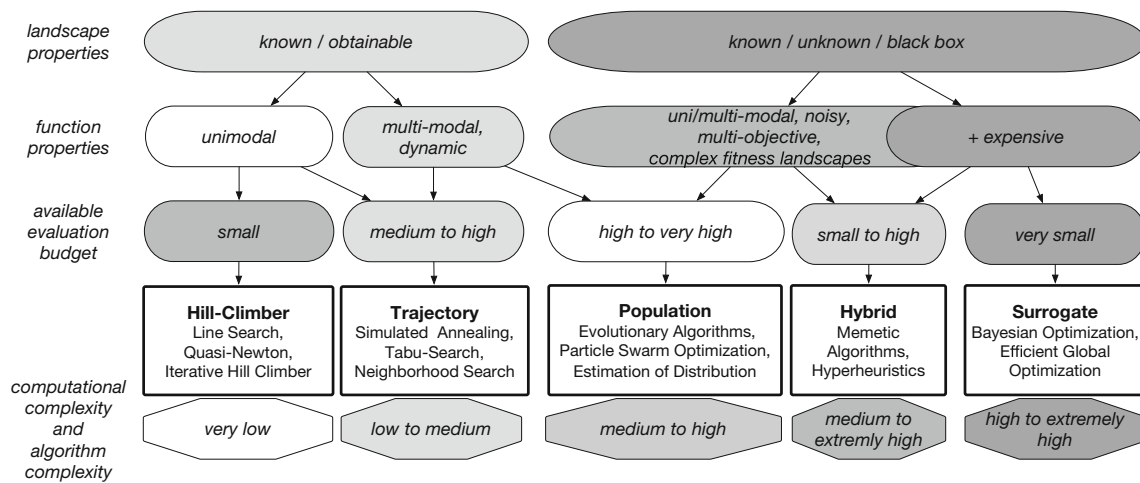 landscape
properties
known / obtainable
known / unknown / black box
function
properties
unimodal
multi-modal,
dynamic
uni/multi-modal, noisy,
multi-objective,
complex fitness landscapes
+ expensive
available
evaluation
budget
small
medium to high
high to very high
small to high
very small
Hill-Climber
Line Search,
Quasi-Newton,
Iterative Hill Climber
Trajectory
Simulated Annealing,
Tabu-Search,
Neighborhood Search
Population
Evolutionary Algorithms,
Particle Swarm Optimization,
Estimation of Distribution
Hybrid
Memetic
Algorithms,
Hyperheuristics
Surrogate
Bayesian Optimization,
Efficient Global
Optimization
computational
complexity
and
algorithm
complexity
very low
low to medium
medium to high
medium to
extremly high
high to extremely
high